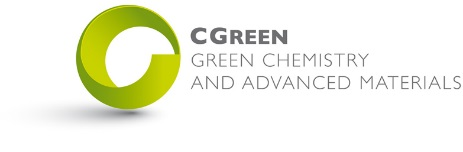 CGREEN
GREEN CHEMISTRY
AND ADVANCED MATERIALS